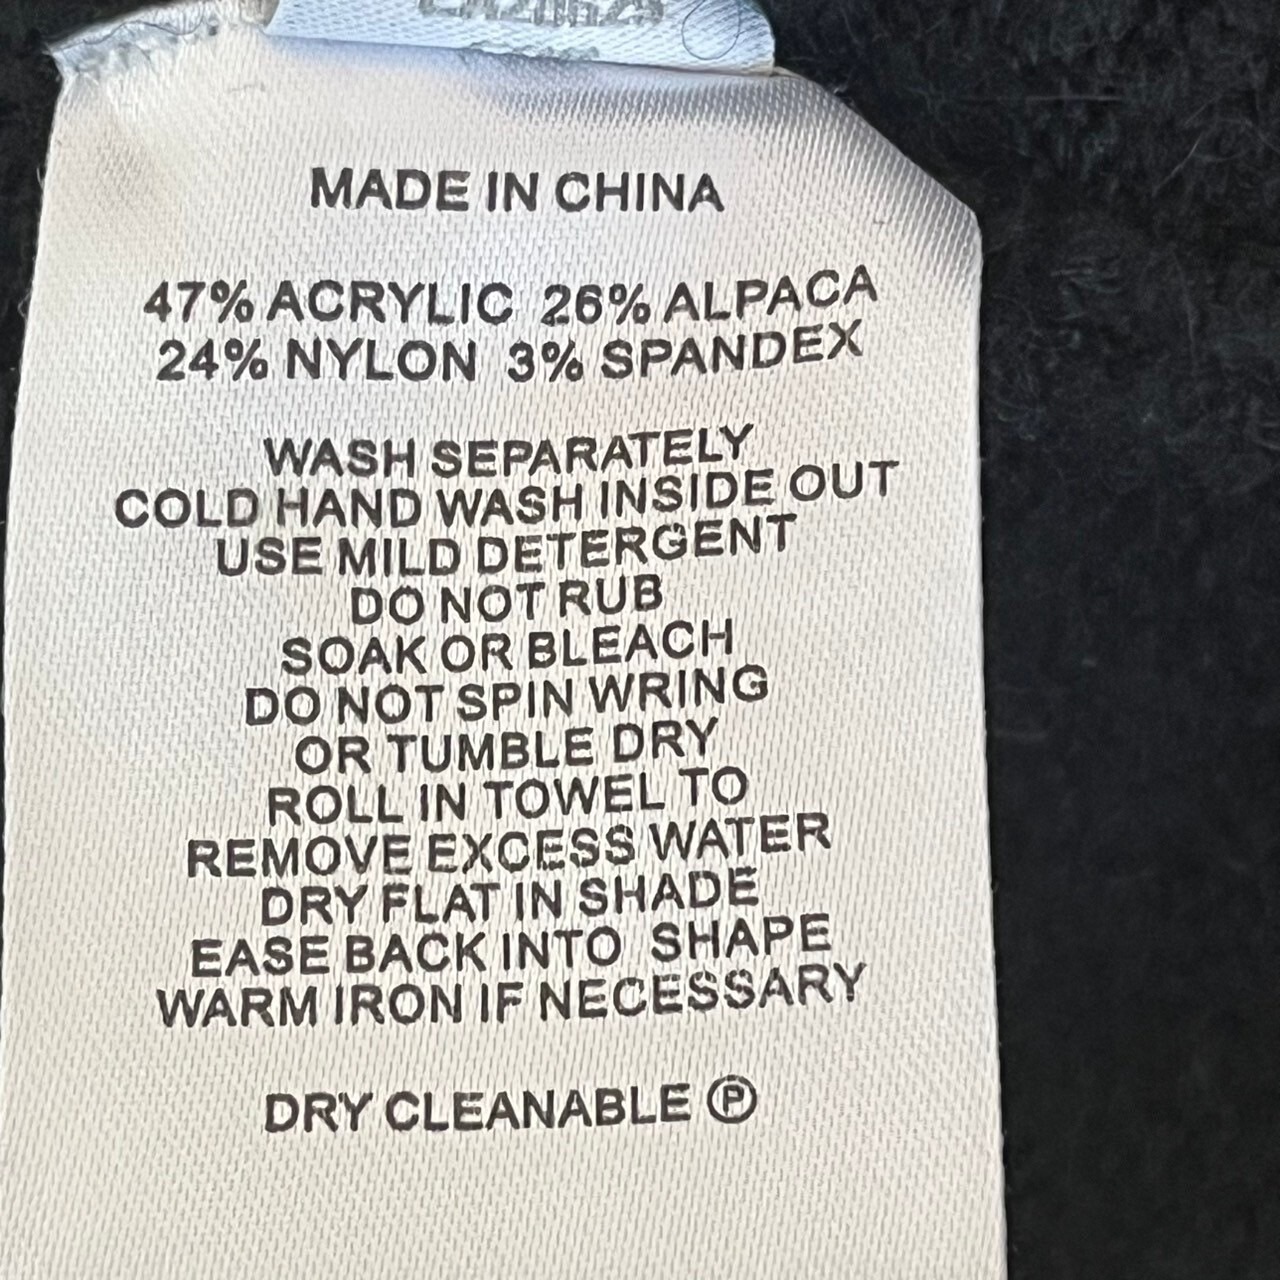 MADE IN CHINA
47% ACRYLIC 26% ALPACA
24% NYLON 3% SPANDEX
WASH SEPARATELY
COLD HAND WASH INSIDE OUT
USE MILD DETERGENT
DO NOT RUB
SOAK OR BLEACH
DO NOT SPIN WRING
OR TUMBLE DRY
ROLL IN TOWEL TO
REMOVE EXCESS WATER
DRY FLAT IN SHADE
EASE BACK INTO SHAPE
WARM IRON IF NECESSARY
DRY CLEANABLE Ⓟ